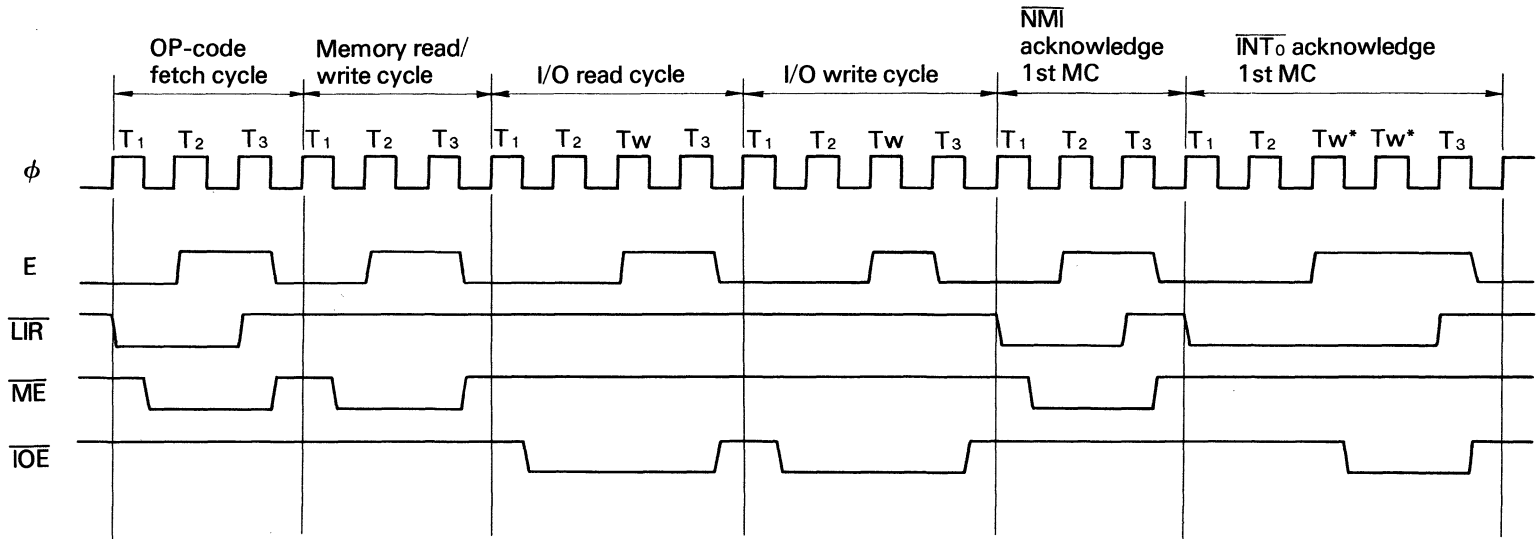 OP-code
fetch cycle
Memory read/
write cycle
I/O read cycle
I/O write cycle
NMI
acknowledge
1st MC
INT₀ acknowledge
1st MC
T₁ T₂ T₃ T₁ T₂ T₃ T₁ T₂ Tw T₃ T₁ T₂ Tw T₃ T₁ T₂ T₃ T₁ T₂ Tw* Tw* T₃
ϕ
E
LIR
ME
IOE